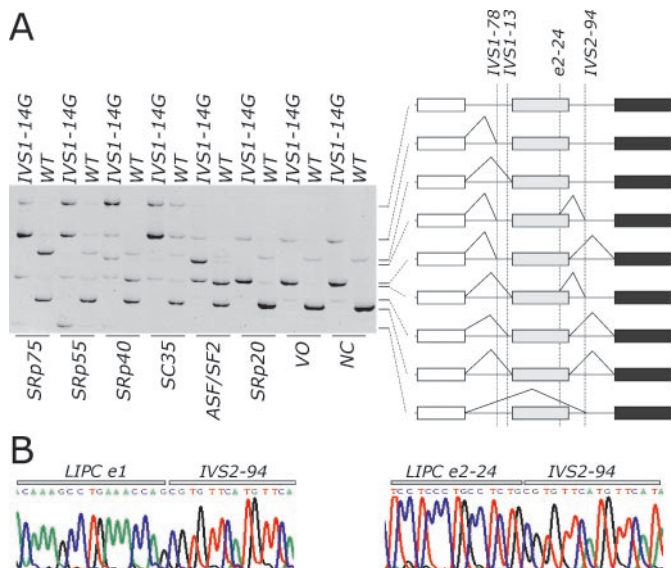 A
IVS1-78
IVS1-13
e2-24
IVS2-94
IVS1-14G
WT
IVS1-14G
WT
IVS1-14G
WT
IVS1-14G
WT
IVS1-14G
WT
IVS1-14G
WT
IVS1-14G
WT
IVS1-14G
WT
SRp75
SRp55
SRp40
SC35
ASF/SF2
SRp20
VO
NC
B
LIPC e1 IVS2-94
ACAAAGCCTGAAACCAGCGTGTTCATGTTCA
LIPC e2-24 IVS2-94
TCCTCCCTGCCTCTGCGTGTTCATGTTCATA